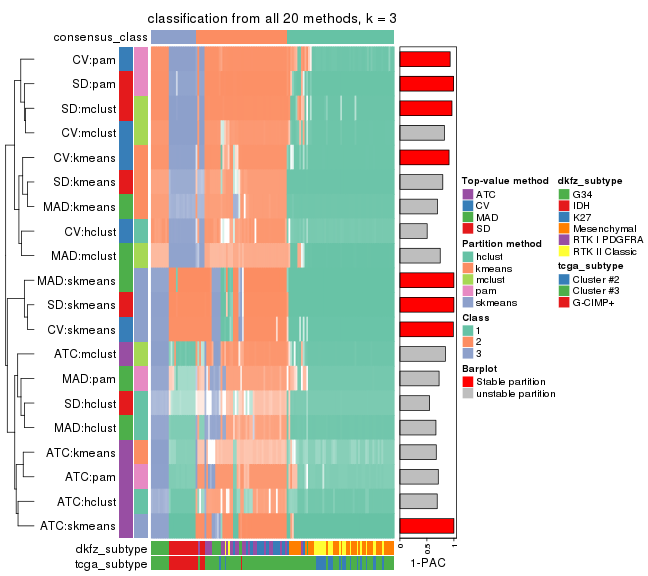 classification from all 20 methods, k = 3
consensus_class
CV:pam
SD:pam
SD:mclust
CV:mclust
CV:kmeans
SD:kmeans
MAD:kmeans
CV:hclust
MAD:mclust
MAD:skmeans
SD:skmeans
CV:skmeans
ATC:mclust
MAD:pam
SD:hclust
MAD:hclust
ATC:kmeans
ATC:pam
ATC:hclust
ATC:skmeans
dkfz_subtype
tcga_subtype
0
0.5
1
1-PAC
Top-value method
ATC
CV
MAD
SD
Partition method
hclust
kmeans
mclust
pam
skmeans
Class
1
2
3
Barplot
Stable partition
unstable partition
dkfz_subtype
G34
IDH
K27
Mesenchymal
RTK I PDGFRA
RTK II Classic
tcga_subtype
Cluster #2
Cluster #3
G-CIMP+